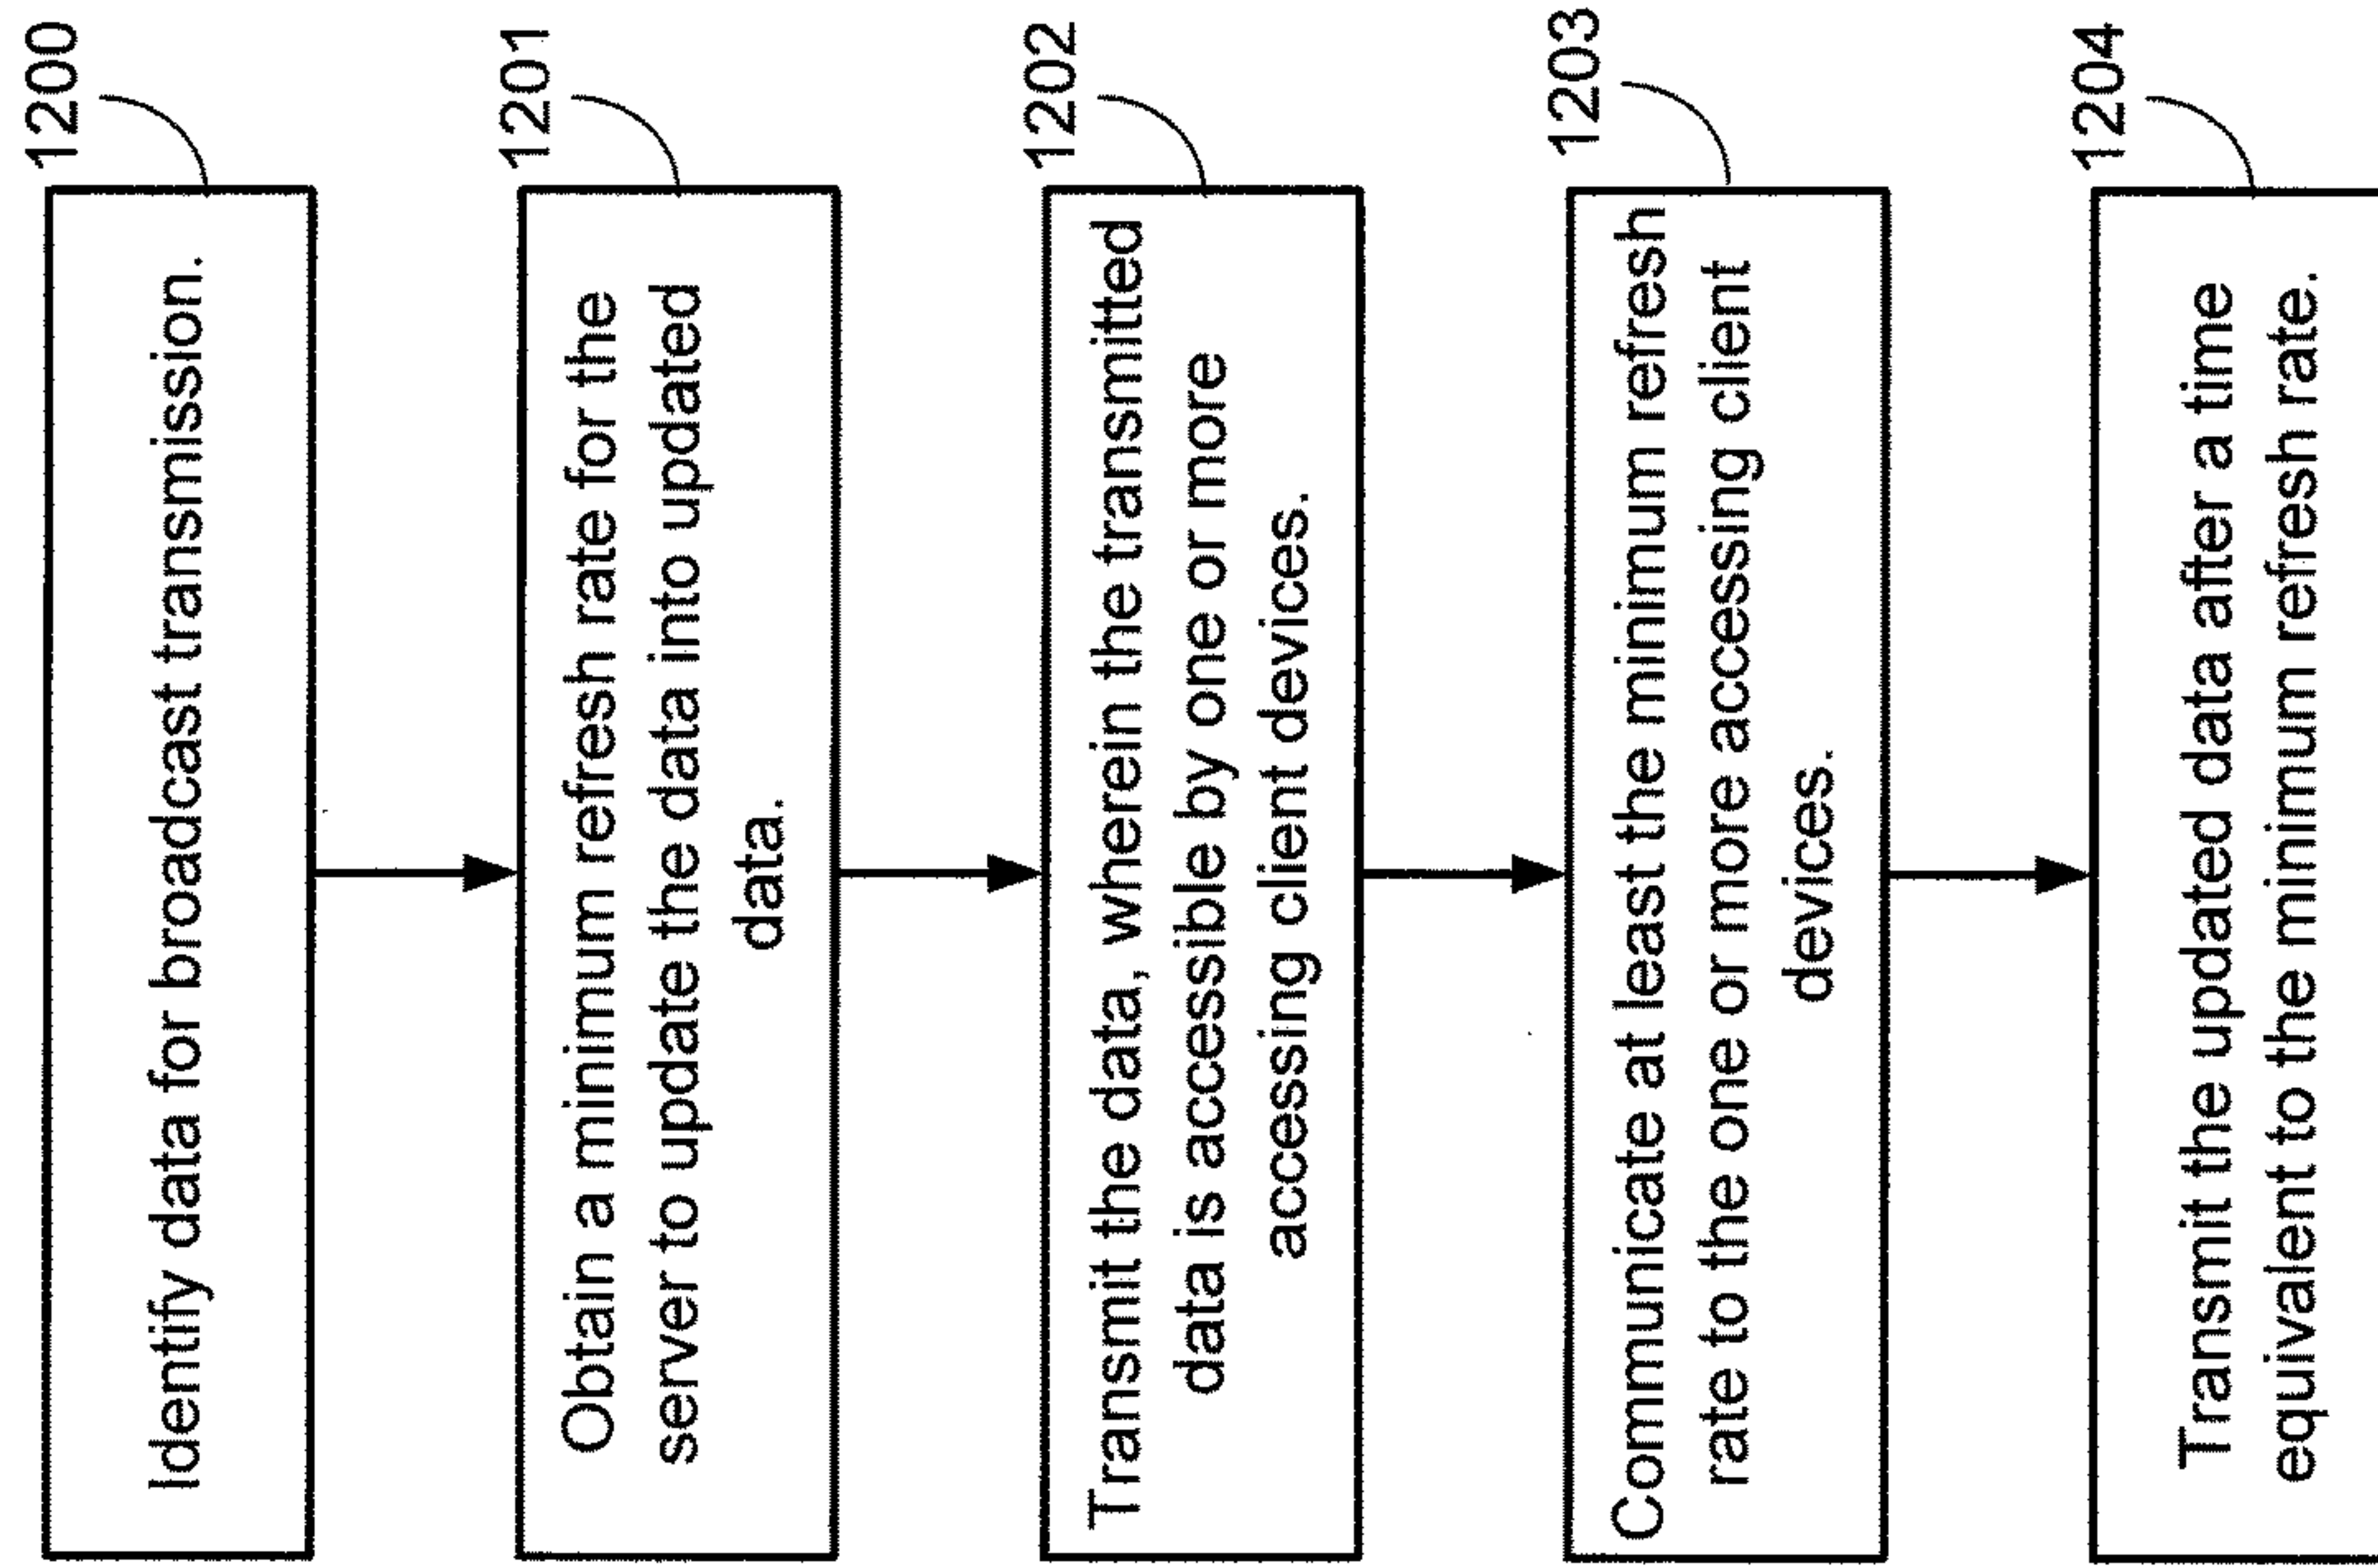 1200
Identify data for broadcast transmission.
1201
Obtain a minimum refresh rate for the
server to update the data into updated
data.
1202
Transmit the data, wherein the transmitted
data is accessible by one or more
accessing client devices.
1203
Communicate at least the minimum refresh
rate to the one or more accessing client
devices.
1204
Transmit the updated data after a time
equivalent to the minimum refresh rate.